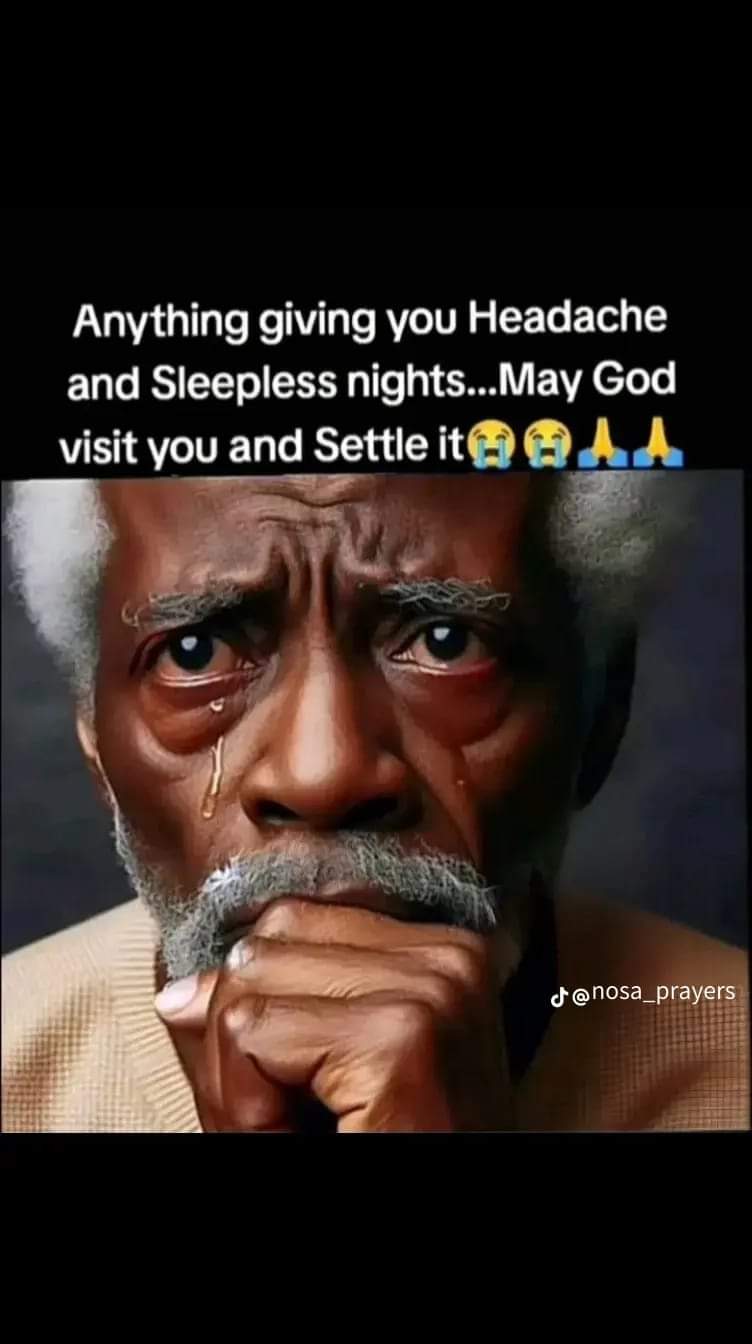 Anything giving you Headache
and Sleepless nights...May God
visit you and Settle it😭😭🙏🙏
@nosa_prayers